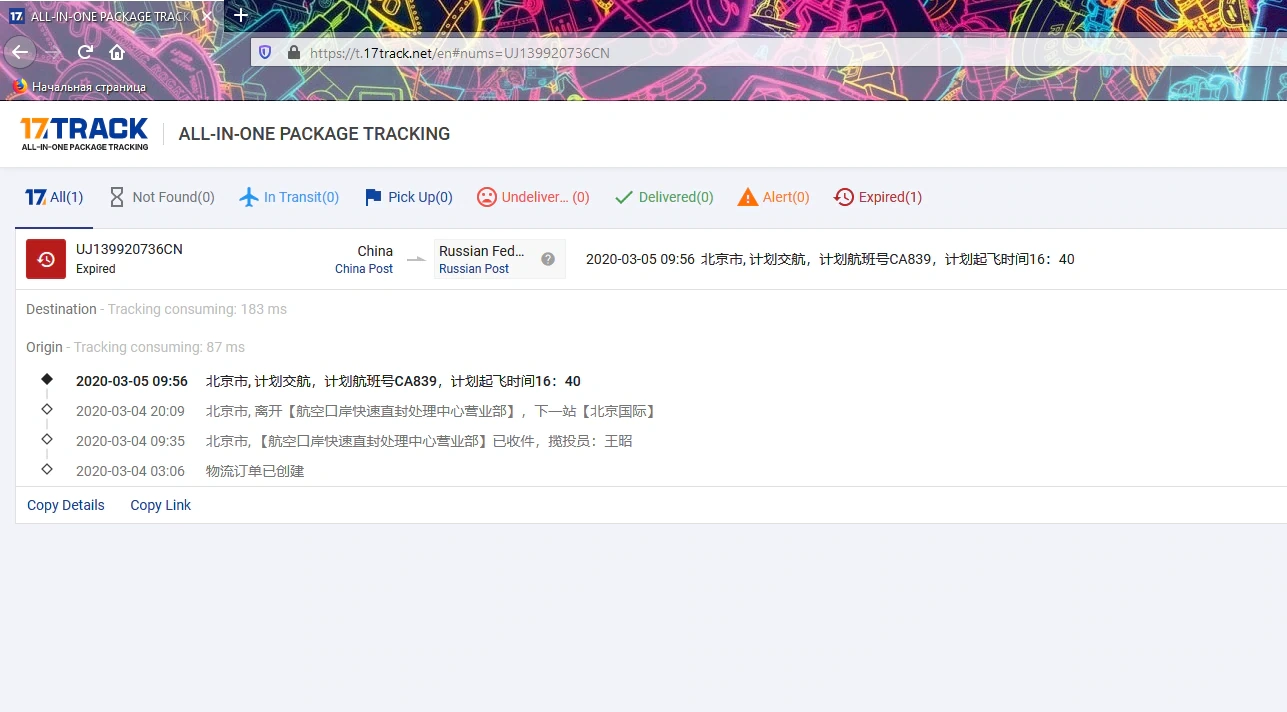 17 ALL-IN-ONE PACKAGE TRACK
https://t.17track.net/en#nums=UJ139920736CN
Начальная страница
17TRACK
ALL-IN-ONE PACKAGE TRACKING
ALL-IN-ONE PACKAGE TRACKING
17 All(1) Not Found(0) In Transit(0) Pick Up(0) Undeliver... (0) Delivered(0) Alert(0) Expired(1)
UJ139920736CN China Russian Fed... ? 2020-03-05 09:56 北京市, 计划交航，计划航班号CA839，计划起飞时间16：40
Expired China Post Russian Post
Destination - Tracking consuming: 183 ms
Origin - Tracking consuming: 87 ms
2020-03-05 09:56 北京市, 计划交航，计划航班号CA839，计划起飞时间16：40
2020-03-04 20:09 北京市, 离开【航空口岸快速直封处理中心营业部】，下一站【北京国际】
2020-03-04 09:35 北京市, 【航空口岸快速直封处理中心营业部】已收件，揽投员：王昭
2020-03-04 03:06 物流订单已创建
Copy Details Copy Link